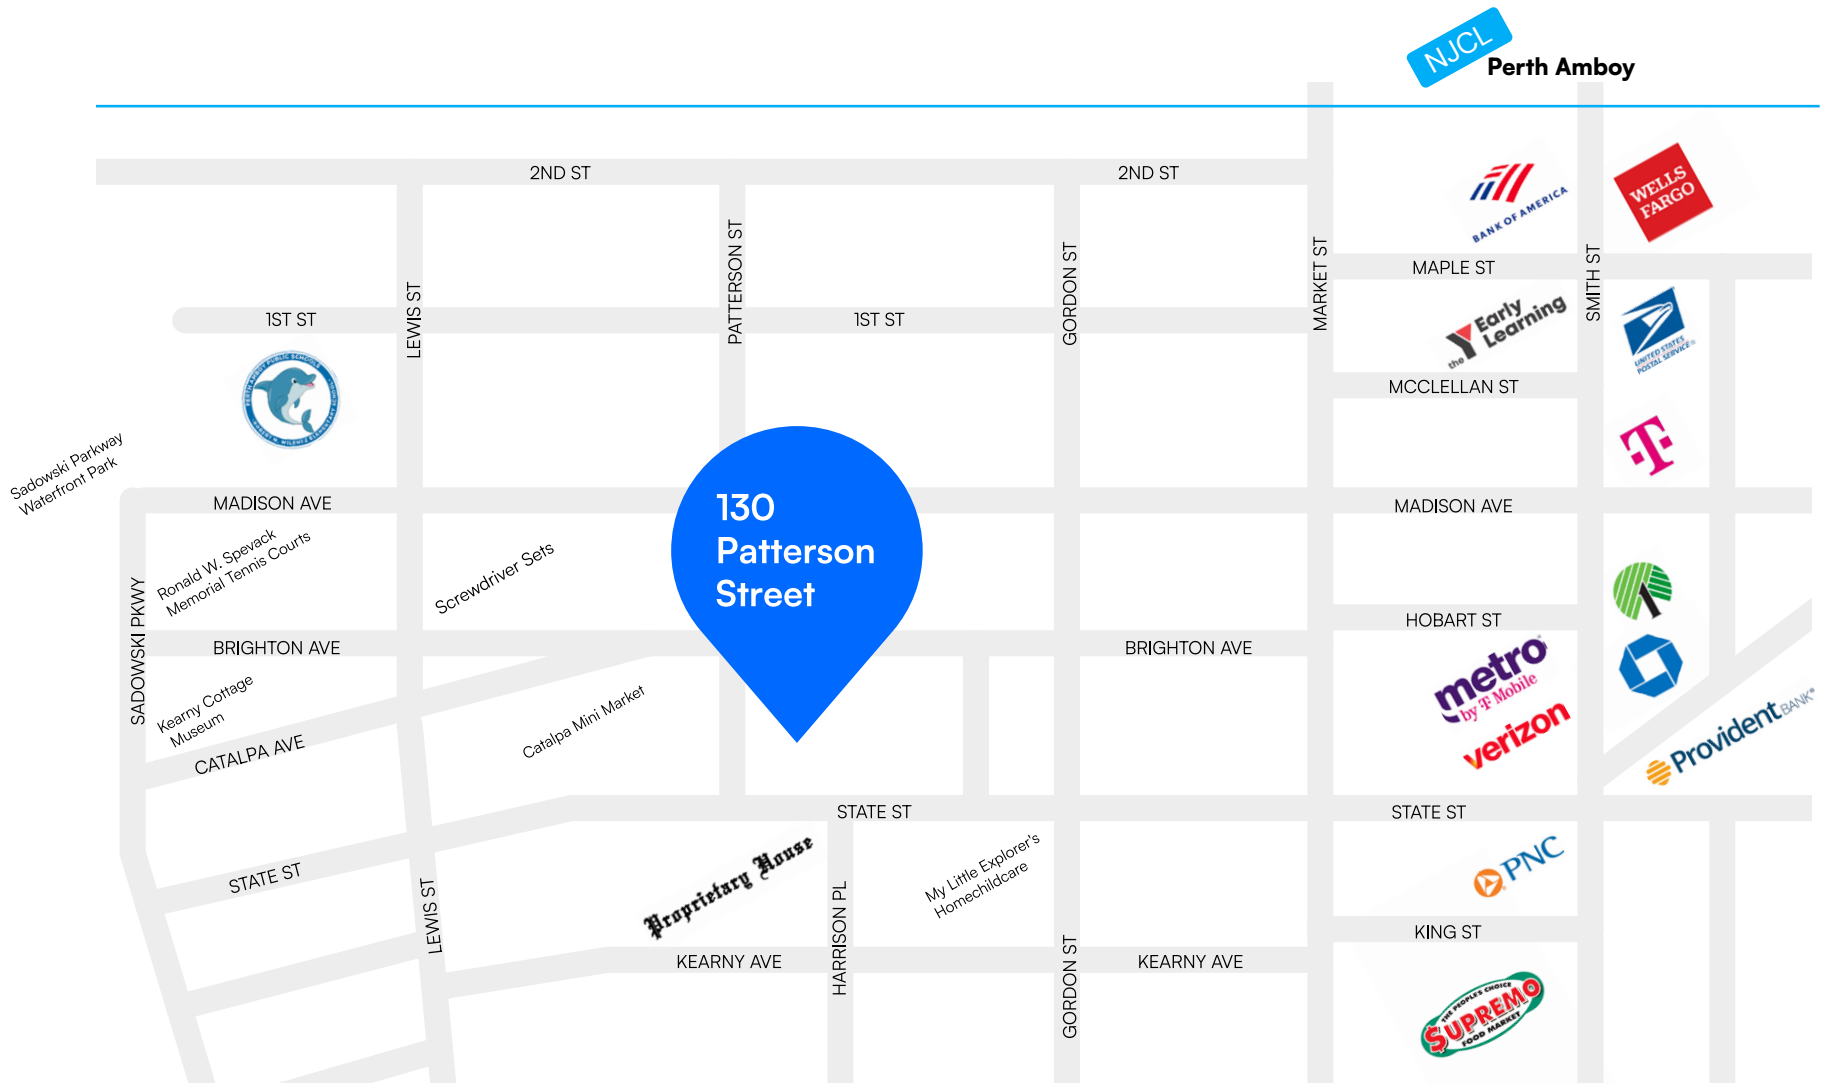 NJCL
Perth Amboy
2ND ST
2ND ST
BANK OF AMERICA
WELLS
FARGO
PATTERSON ST
GORDON ST
MARKET ST
SMITH ST
MAPLE ST
LEWIS ST
1ST ST
1ST ST
the Y Early
Learning
UNITED STATES
POSTAL SERVICE
PERTH AMBOY PUBLIC SCHOOLS
MCCLELLAN ST
T
Sadowski Parkway
Waterfront Park
MADISON AVE
MADISON AVE
130
Patterson
Street
Ronald W. Spevack
Memorial Tennis Courts
Screwdriver Sets
SADOWSKI PKWY
HOBART ST
BRIGHTON AVE
BRIGHTON AVE
metro
by T Mobile
verizon
Provident BANK
Kearny Cottage
Museum
CATALPA AVE
Catalpa Mini Market
STATE ST
STATE ST
STATE ST
Proprietary House
My Little Explorer's
Homechildcare
PNC
LEWIS ST
HARRISON PL
GORDON ST
KING ST
KEARNY AVE
KEARNY AVE
THE PEOPLE'S CHOICE
SUPREMO
FOOD MARKET